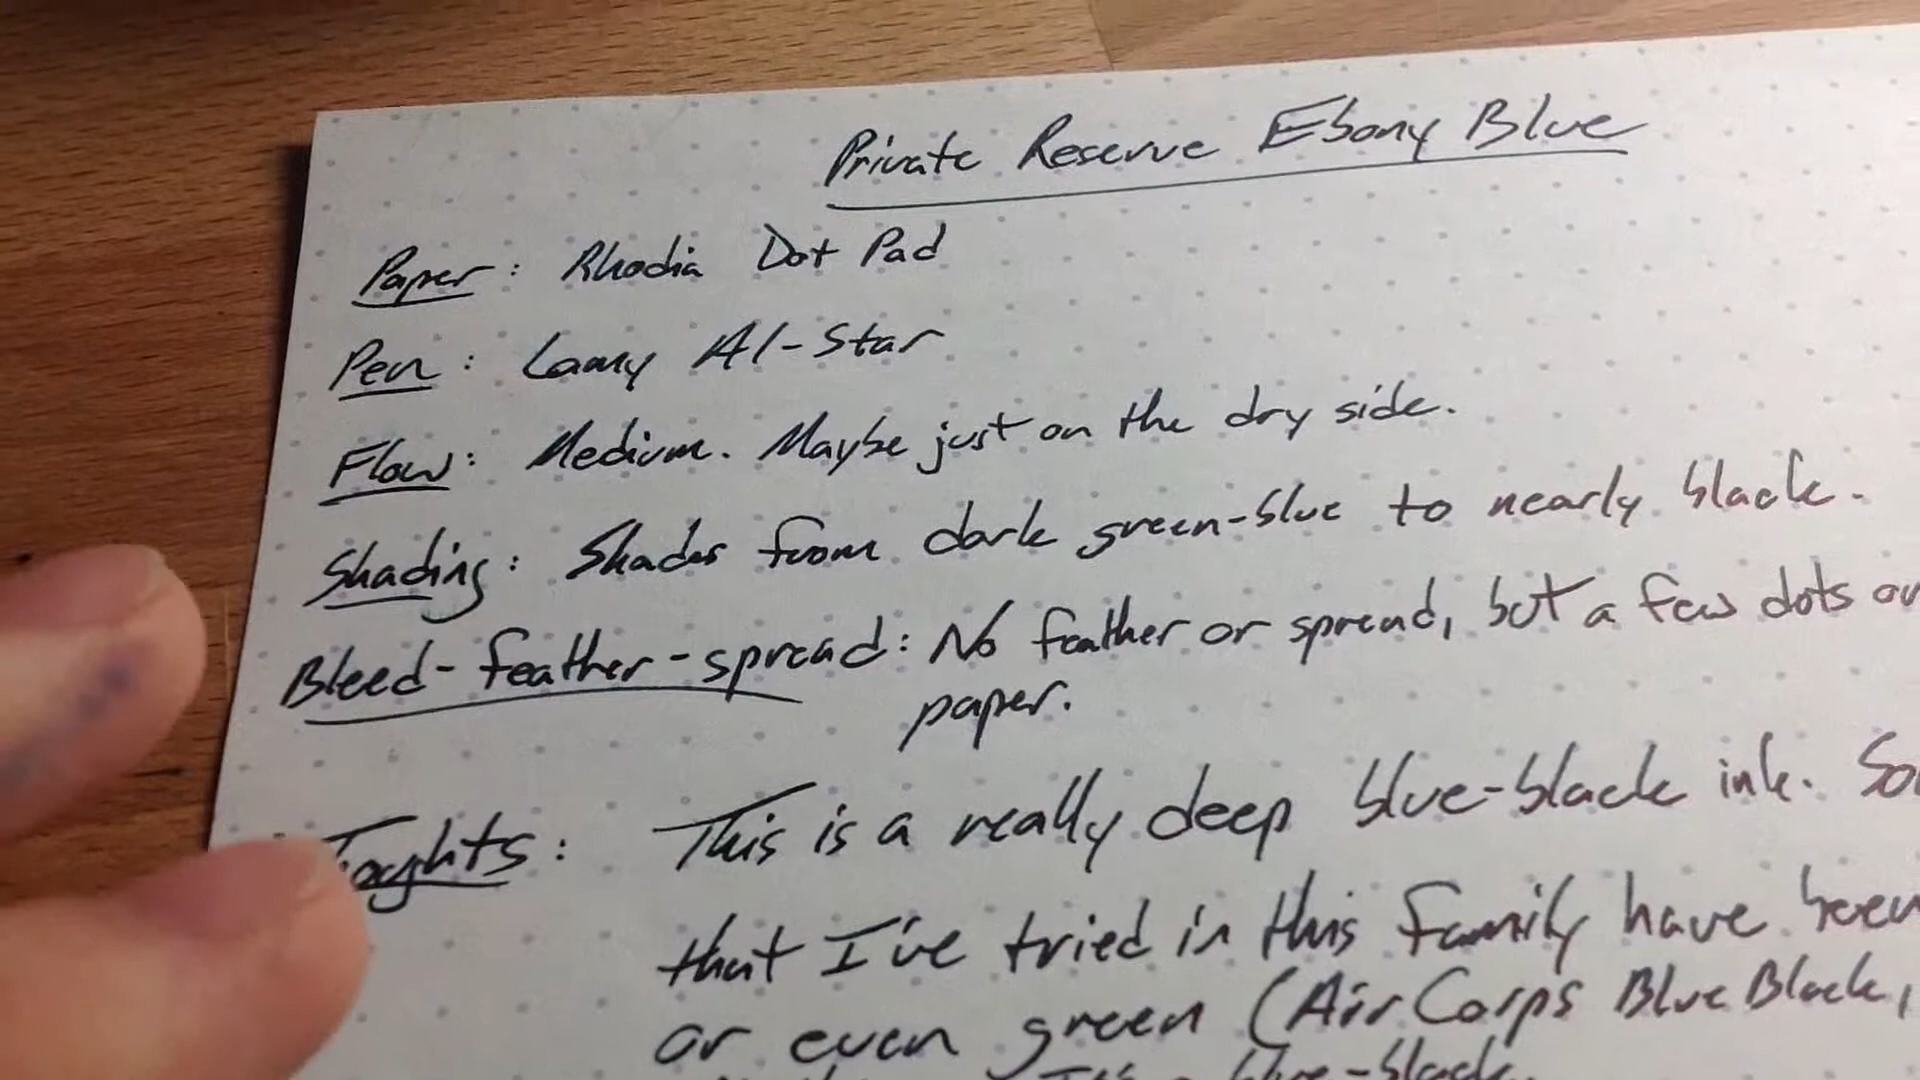 Private Reserve Ebony Blue
Paper: Rhodia Dot Pad
Pen: Lamy Al-Star
Flow: Medium. Maybe just on the dry side.
Shading: Shades from dark green-blue to nearly black.
Bleed-feather-spread: No feather or spread, but a few dots
paper.
This is a really deep blue-black ink.
that I've tried in this family have been
or even green (Air Corps Blue Black,
blue-black.